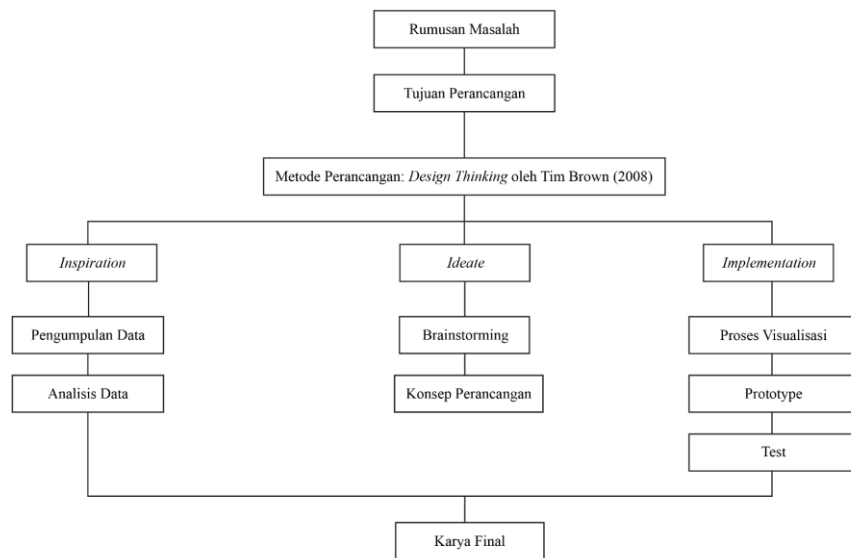 Rumusan Masalah
Tujuan Perancangan
Metode Perancangan: Design Thinking oleh Tim Brown (2008)
Inspiration
Ideate
Implementation
Pengumpulan Data
Brainstorming
Proses Visualisasi
Analisis Data
Konsep Perancangan
Prototype
Test
Karya Final